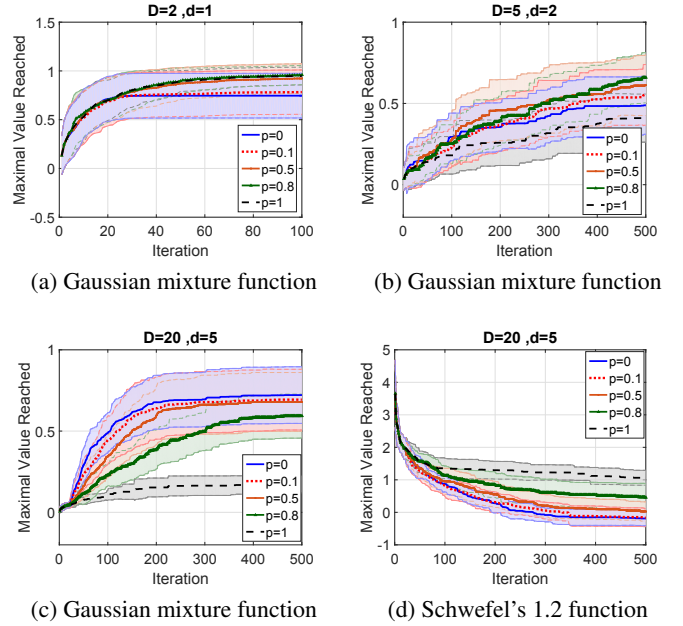 D=2 ,d=1
Maximal Value Reached
1.5
1
0.5
0
-0.5
0 20 40 60 80 100
Iteration
p=0
p=0.1
p=0.5
p=0.8
p=1
(a) Gaussian mixture function
D=5 ,d=2
Maximal Value Reached
1
0.5
0
0 100 200 300 400 500
Iteration
p=0
p=0.1
p=0.5
p=0.8
p=1
(b) Gaussian mixture function
D=20 ,d=5
Maximal Value Reached
1
0.5
0
0 100 200 300 400 500
Iteration
p=0
p=0.1
p=0.5
p=0.8
p=1
(c) Gaussian mixture function
D=20 ,d=5
Maximal Value Reached
5
4
3
2
1
0
-1
0 100 200 300 400 500
Iteration
p=0
p=0.1
p=0.5
p=0.8
p=1
(d) Schwefel's 1.2 function